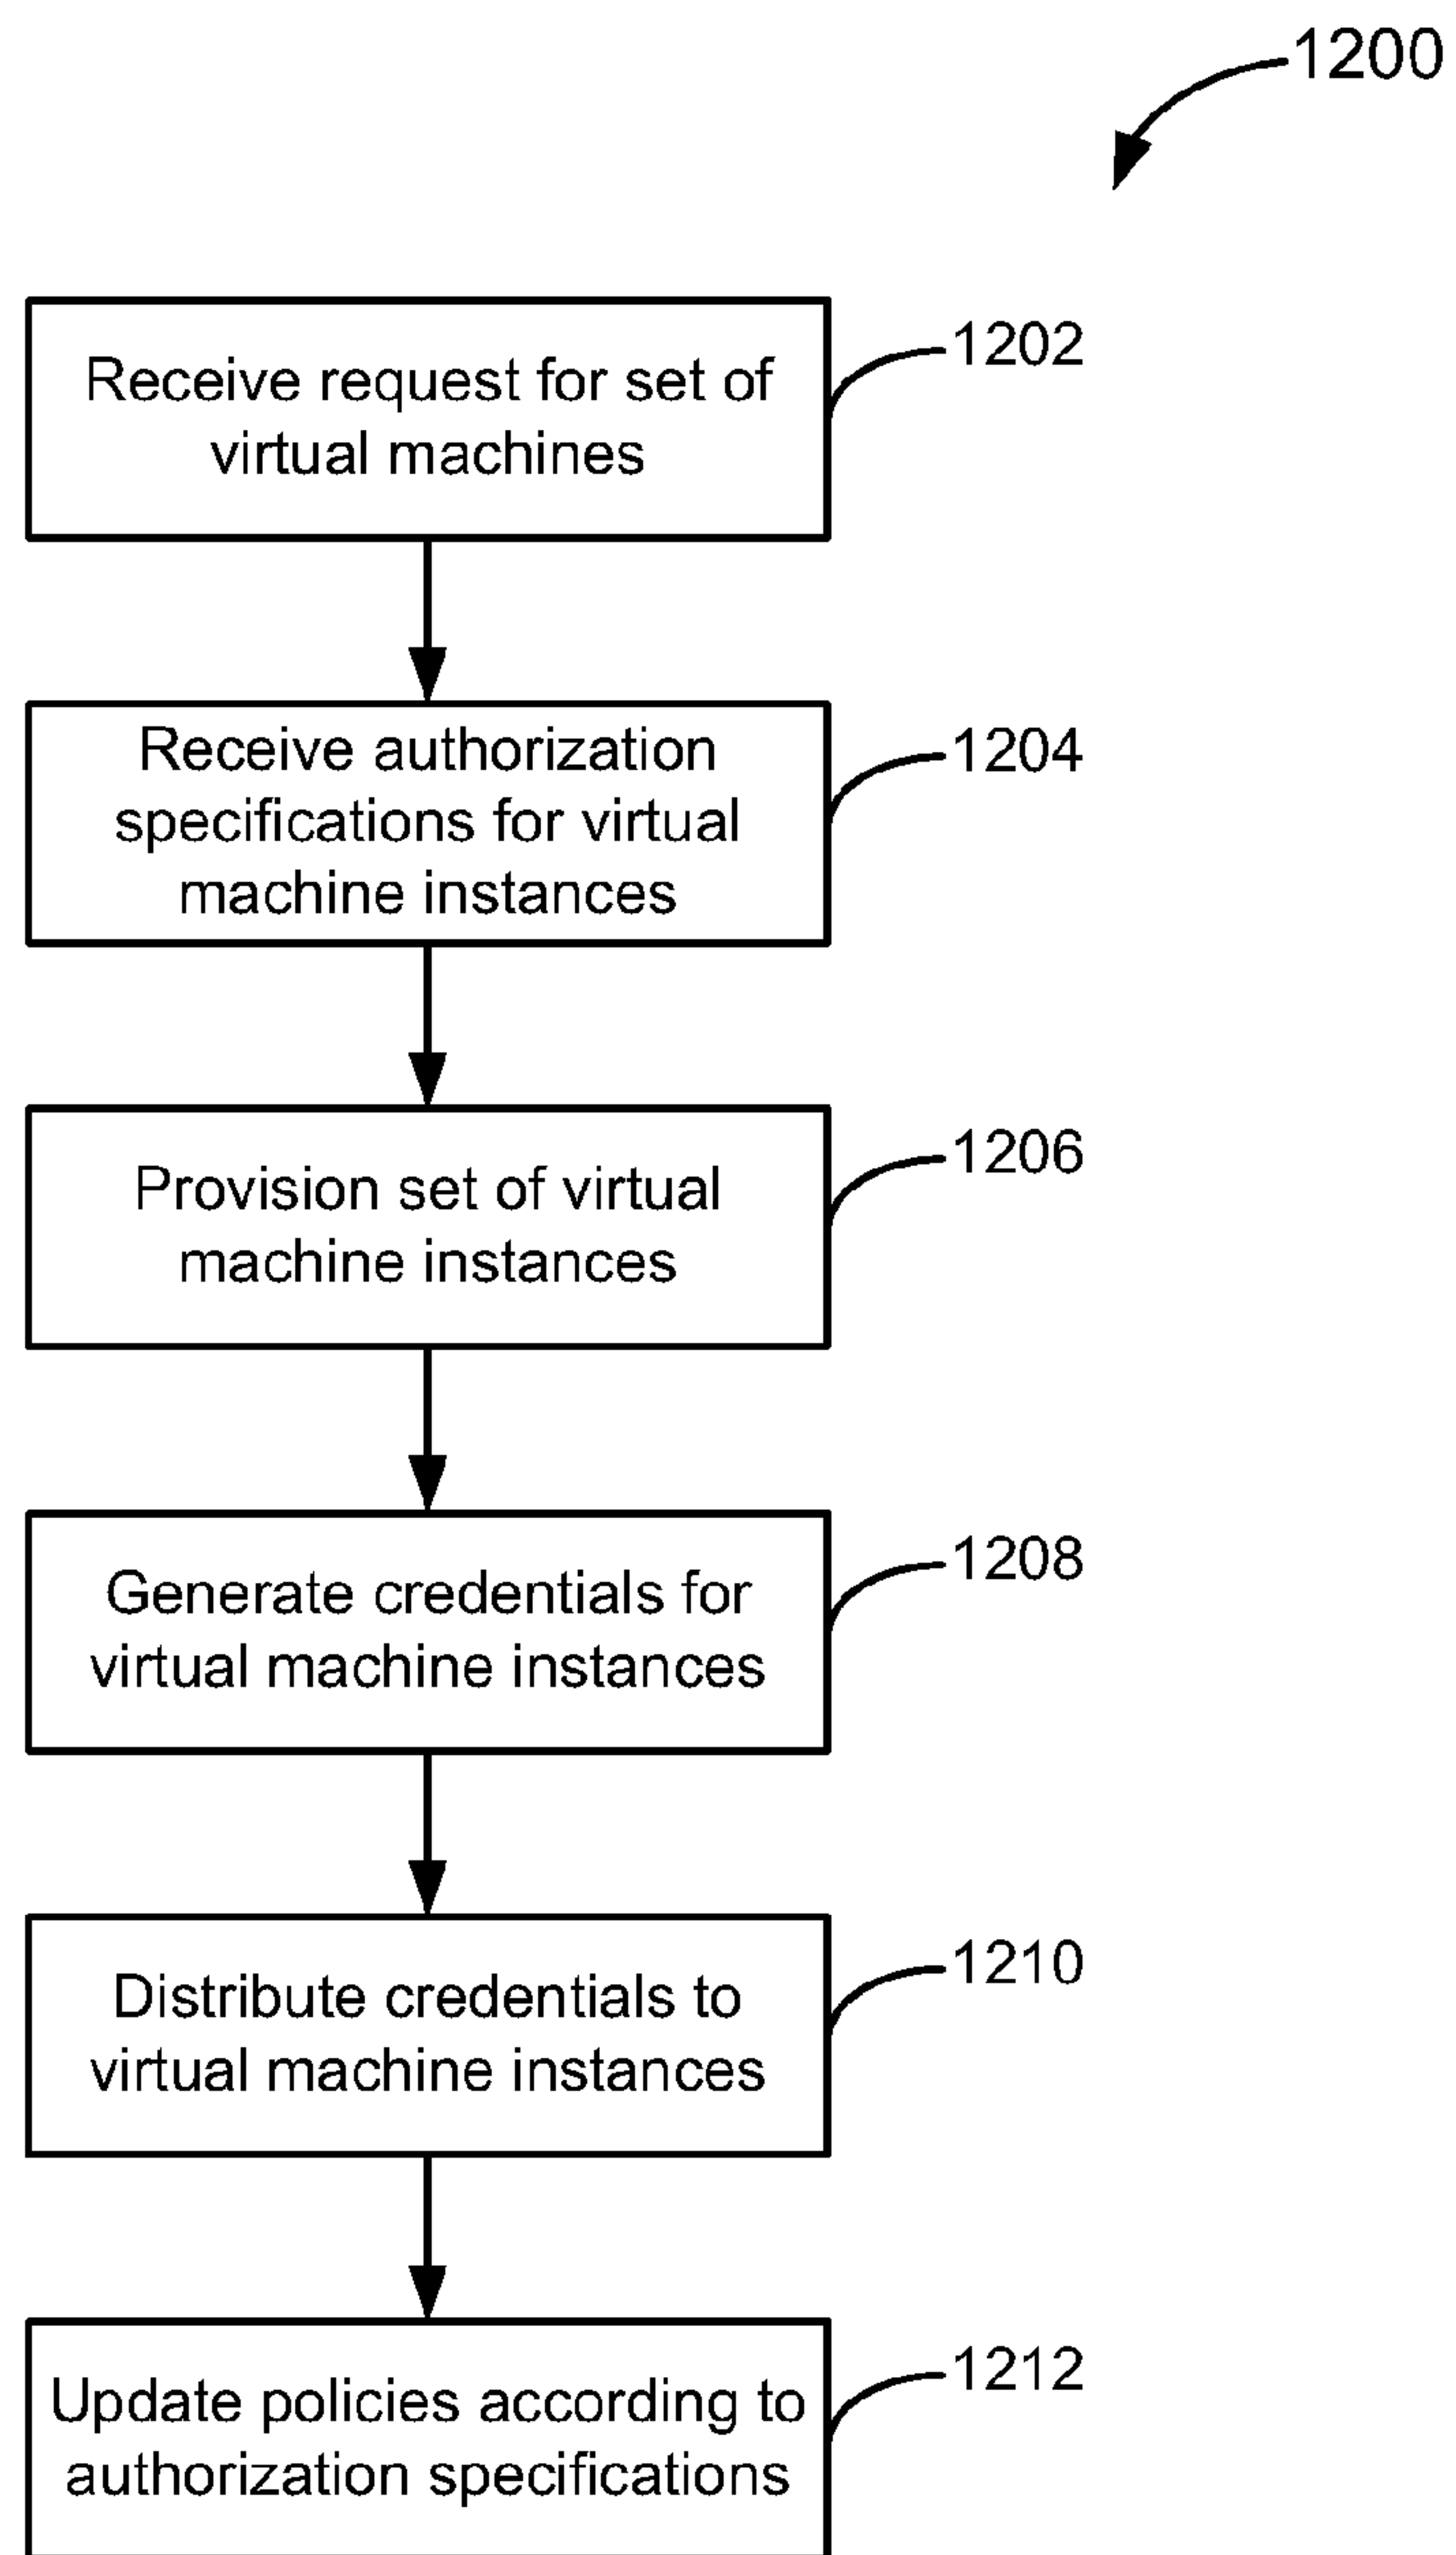 1200
Receive request for set of
virtual machines
1202
Receive authorization
specifications for virtual
machine instances
1204
Provision set of virtual
machine instances
1206
Generate credentials for
virtual machine instances
1208
Distribute credentials to
virtual machine instances
1210
Update policies according to
authorization specifications
1212